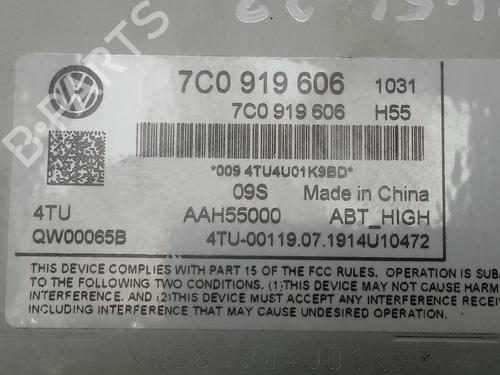 7C0 919 606 1031
7C0 919 606 H55
*009 4TU4U01K9BD*
09S Made in China
4TU AAH55000 ABT_HIGH
QW00065B 4TU-00119.07.1914U10472
THIS DEVICE COMPLIES WITH PART 15 OF THE FCC RULES. OPERATION IS SUB
TO THE FOLLOWING TWO CONDITIONS. (1)THIS DEVICE MAY NOT CAUSE HARM
INTERFERENCE. AND (2)THIS DEVICE MUST ACCEPT ANY INTERFERENCE
INCLUDING INTERFERENCE THAT MAY CAUSE UNDESIRED OPERATION.
B-PARTS